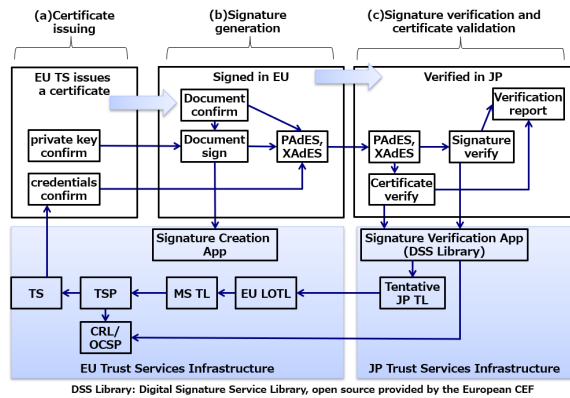 (a)Certificate
issuing
(b)Signature
generation
(c)Signature verification and
certificate validation
EU TS issues
a certificate
private key
confirm
credentials
confirm
Signed in EU
Document
confirm
Document
sign
PAdES,
XAdES
Verified in JP
Verification
report
PAdES,
XAdES
Signature
verify
Certificate
verify
Signature Creation
App
Signature Verification App
(DSS Library)
TS
TSP
MS TL
EU LOTL
Tentative
JP TL
CRL/
OCSP
EU Trust Services Infrastructure
JP Trust Services Infrastructure
DSS Library: Digital Signature Service Library, open source provided by the European CEF